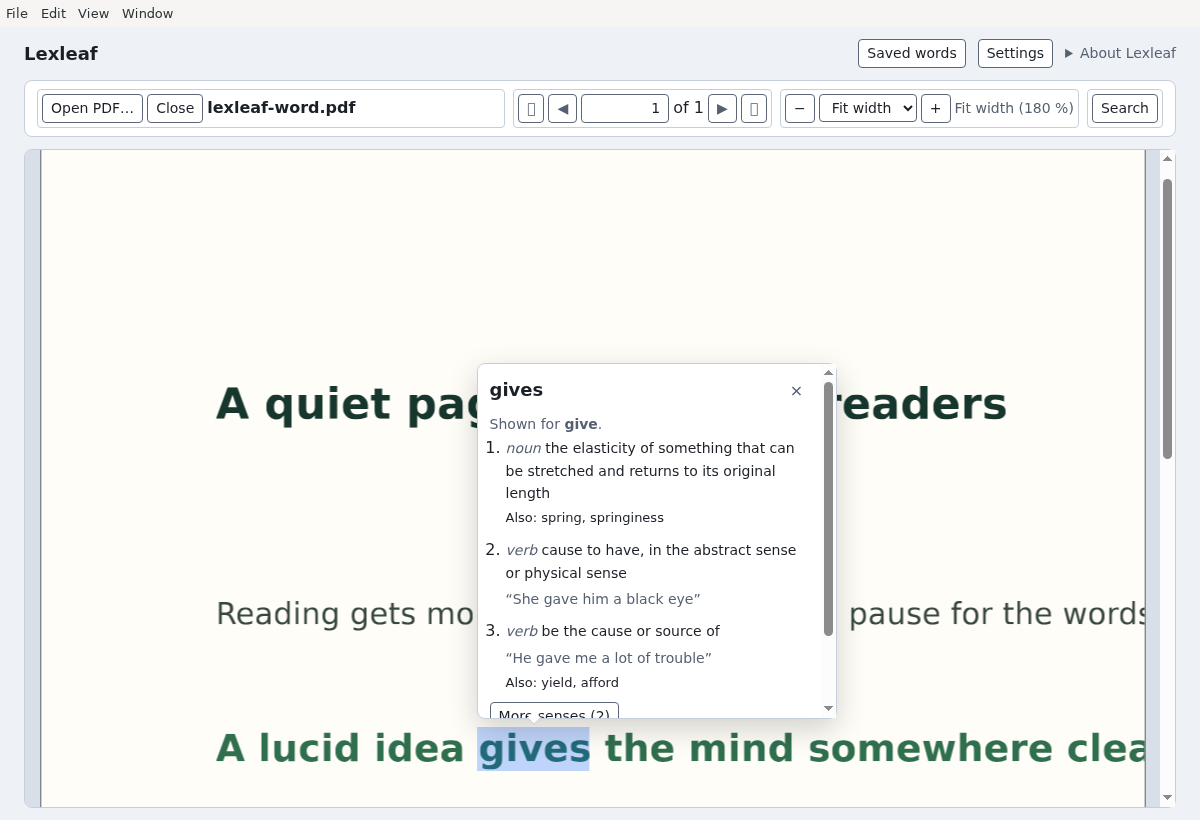 File Edit View Window
Lexleaf
Saved words Settings About Lexleaf
Open PDF… Close lexleaf-word.pdf 1 of 1 − Fit width + Fit width (180 %) Search
A quiet pag
readers
gives ×
Shown for give.
1. noun the elasticity of something that can
be stretched and returns to its original
length
Also: spring, springiness
2. verb cause to have, in the abstract sense
or physical sense
“She gave him a black eye”
3. verb be the cause or source of
“He gave me a lot of trouble”
Also: yield, afford
More senses (2)
Reading gets mo
pause for the words
A lucid idea gives the mind somewhere clea